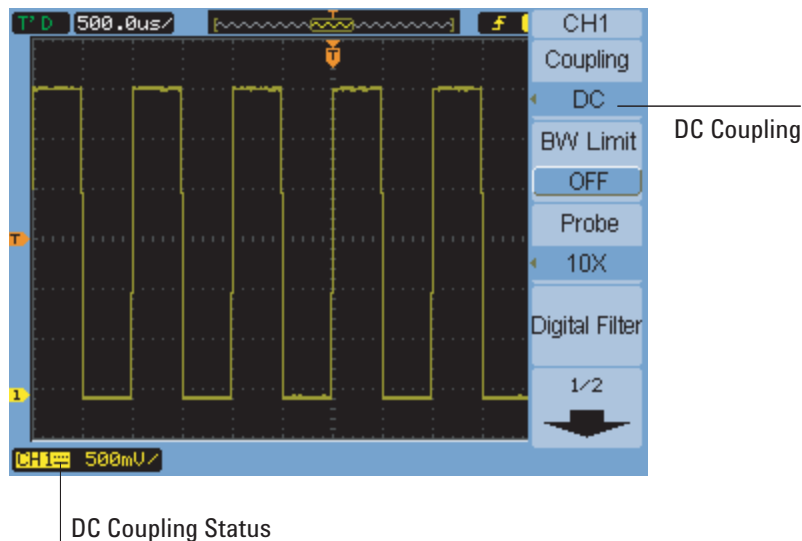 T'D 500.0us/ T CH1
Coupling
DC
DC Coupling
BW Limit
OFF
Probe
10X
Digital Filter
1/2
T
T
1
CH1 500mV/
DC Coupling Status